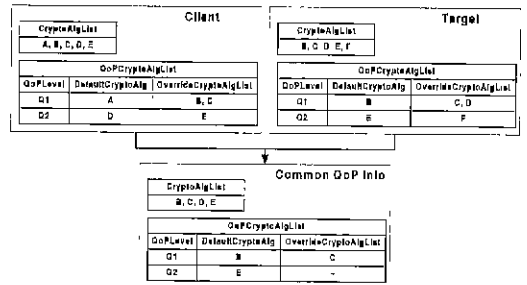 Client
CryptoAlgList
A, B, C, D, E
QoPCryptoAlgList
QoPLevel DefaultCryptoAlg OverrideCryptoAlgList
Q1 A B, C
Q2 D E
Target
CryptoAlgList
B, C, D, E, F
QoPCryptoAlgList
QoPLevel DefaultCryptoAlg OverrideCryptoAlgList
Q1 B C, D
Q2 E F
Common QoP Info
CryptoAlgList
B, C, D, E
QoPCryptoAlgList
QoPLevel DefaultCryptoAlg OverrideCryptoAlgList
Q1 B C
Q2 E -